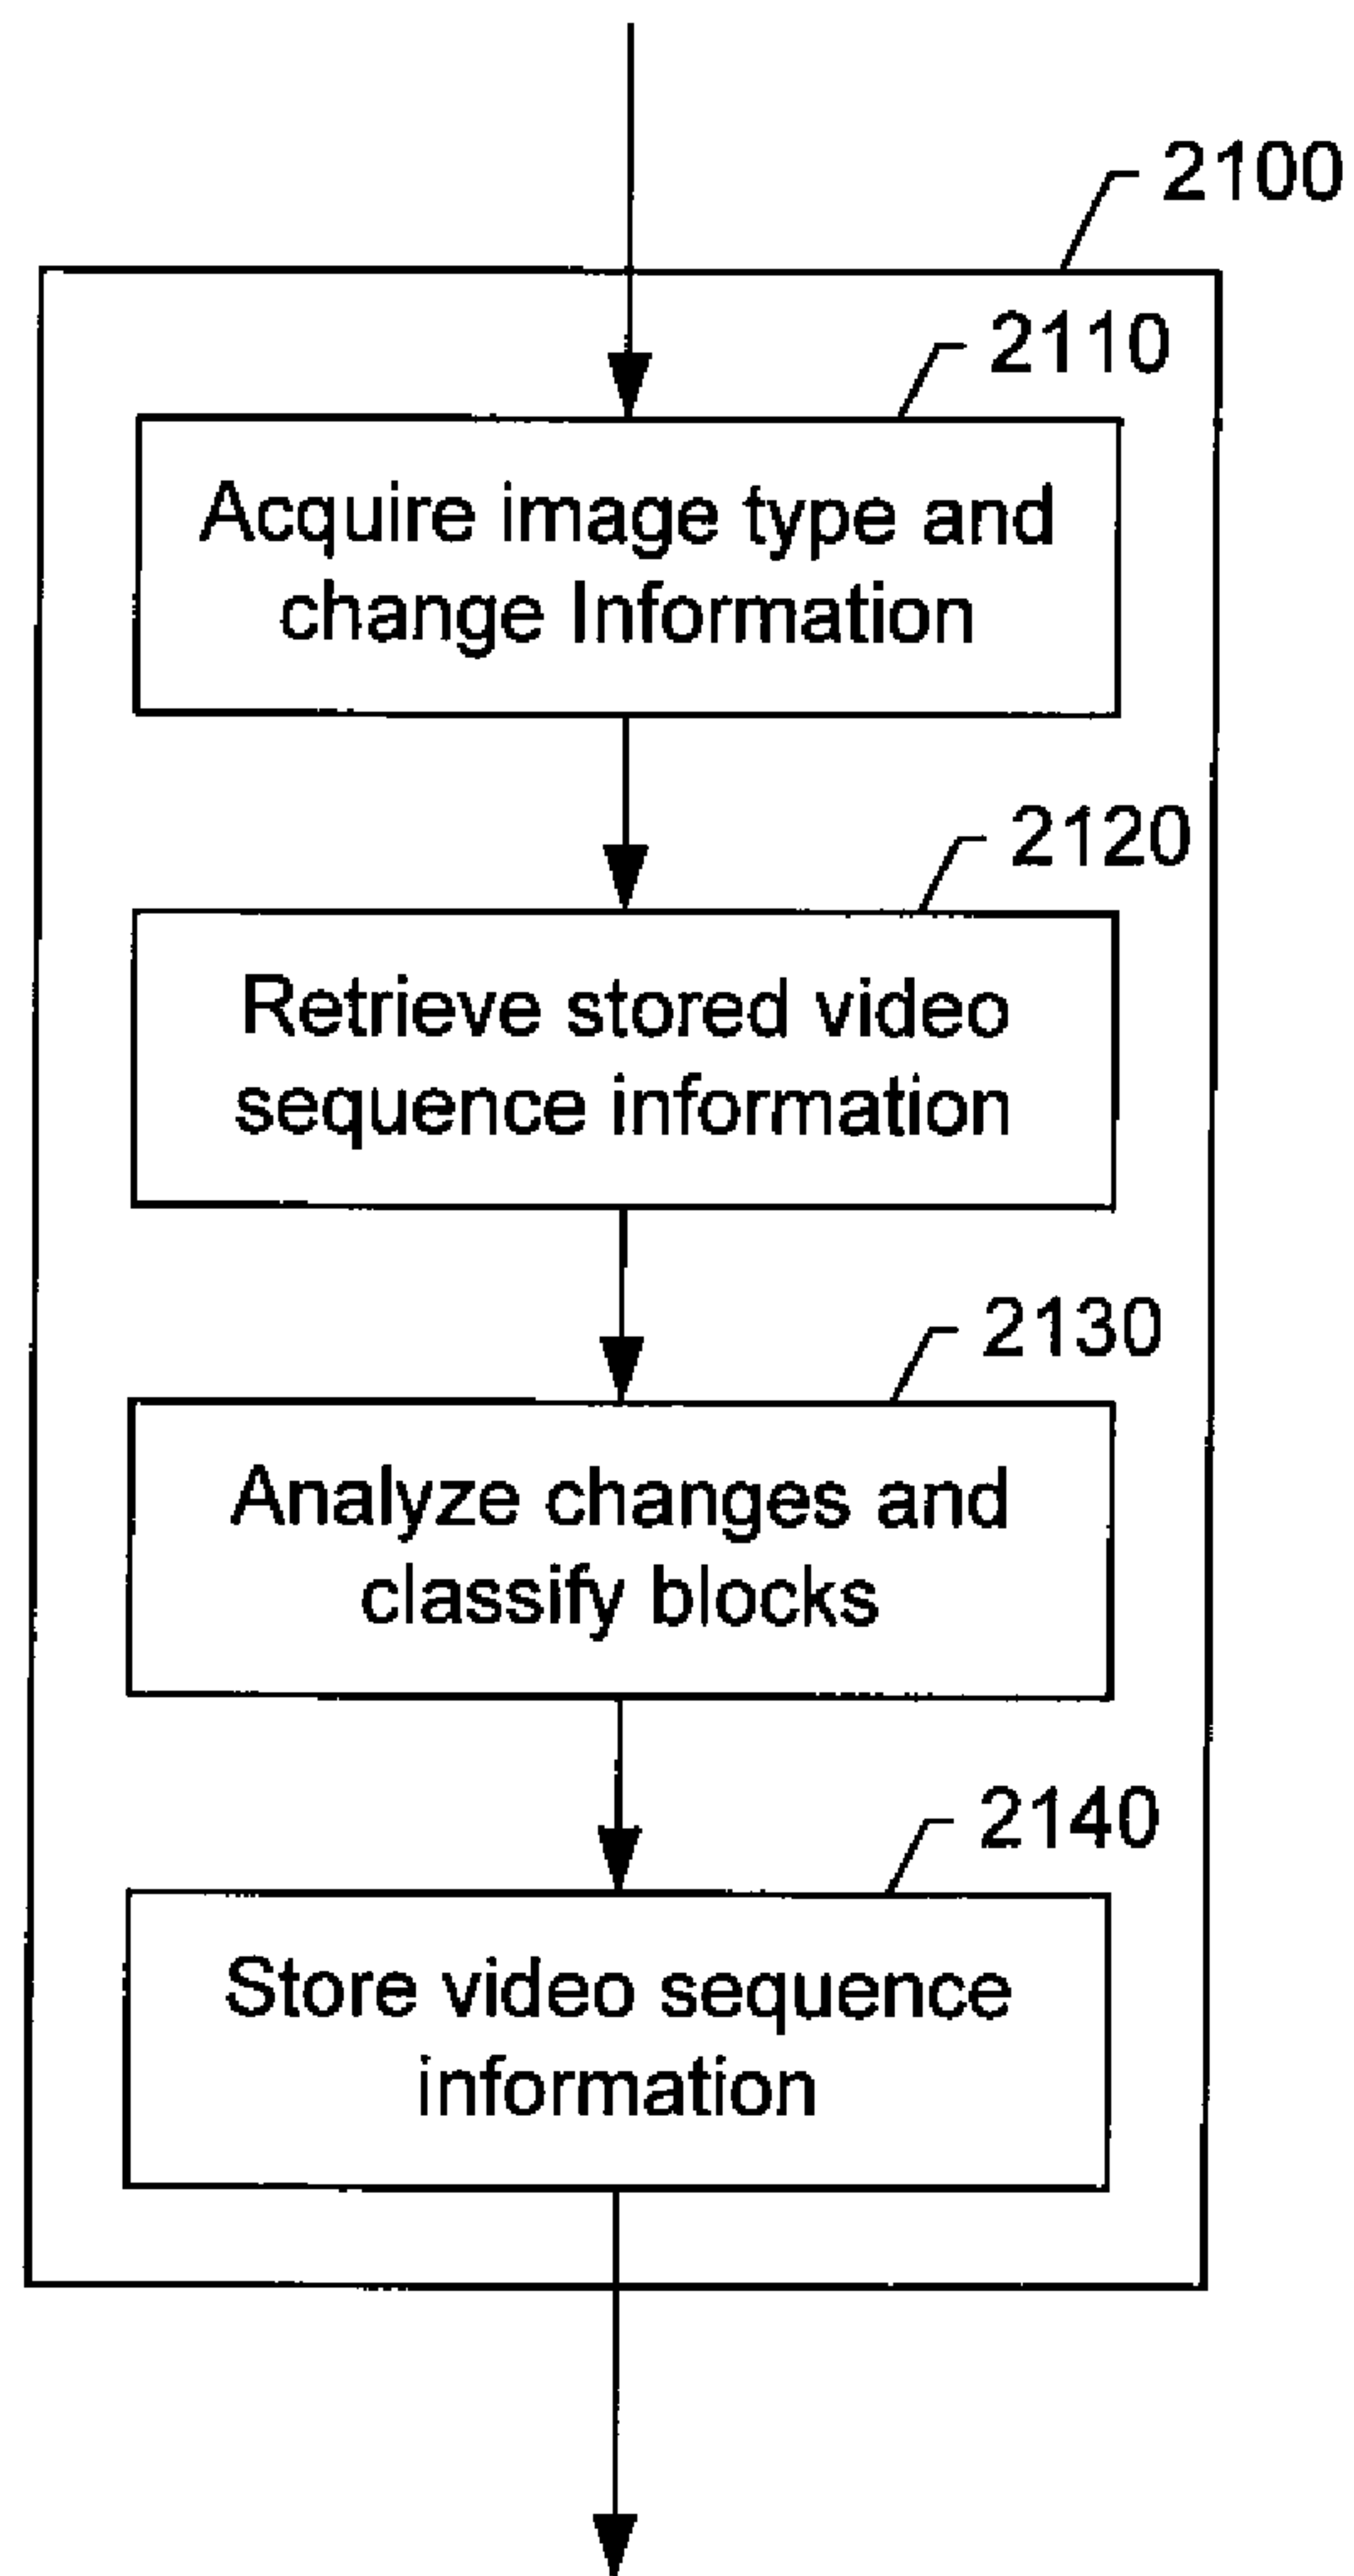 2100
2110
Acquire image type and
change Information
2120
Retrieve stored video
sequence information
2130
Analyze changes and
classify blocks
2140
Store video sequence
information